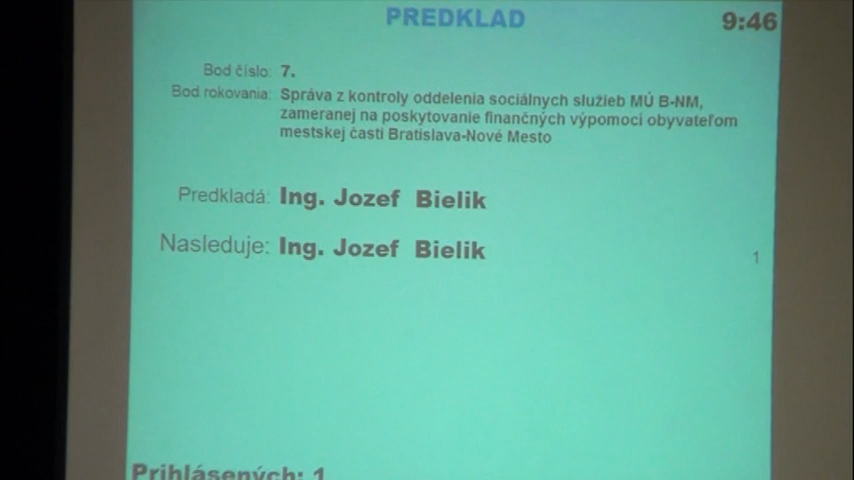 PREDKLAD
9:46
Bod číslo: 7.
Bod rokovania: Správa z kontroly oddelenia sociálnych služieb MÚ B-NM,
zameranej na poskytovanie finančných výpomoci obyvateľom
mestskej časti Bratislava-Nové Mesto
Predkladá: Ing. Jozef Bielik
Nasleduje: Ing. Jozef Bielik
1
Prihlásených: 1